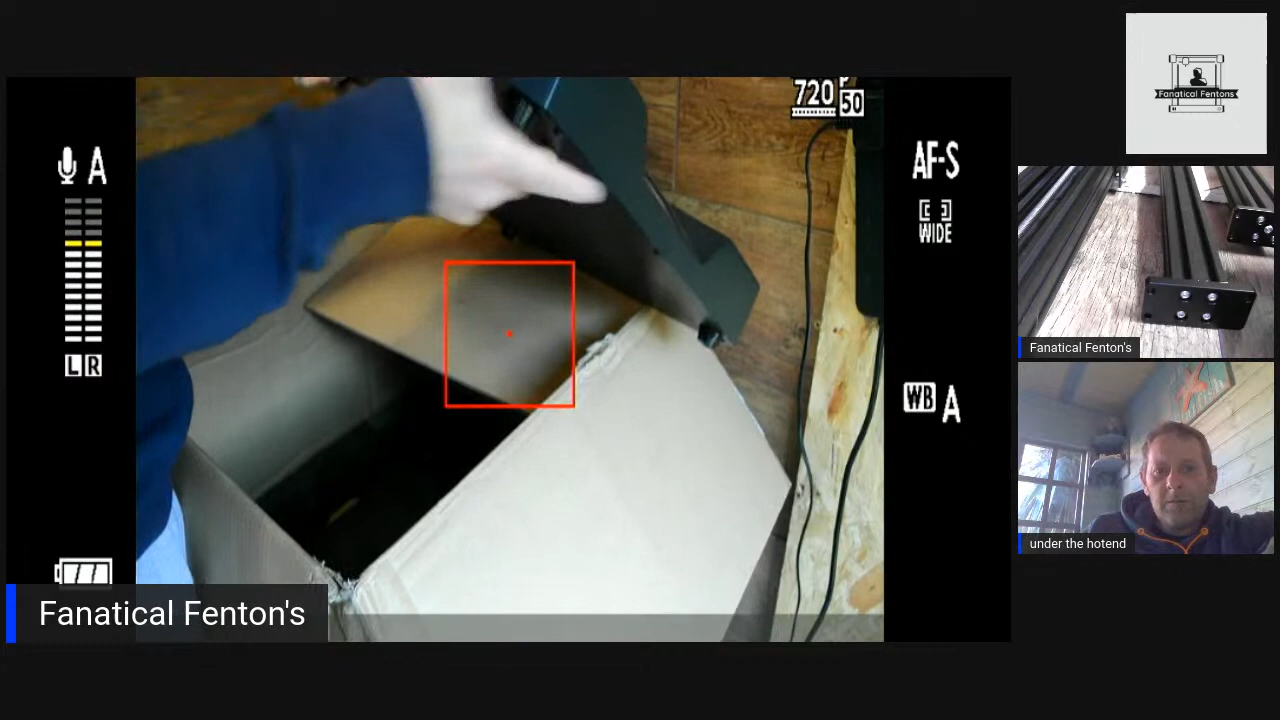 720 P
50
A
AF-S
WIDE
L R
WB A
Fanatical Fenton's
Fanatical Fentons
Fanatical Fenton's
under the hotend